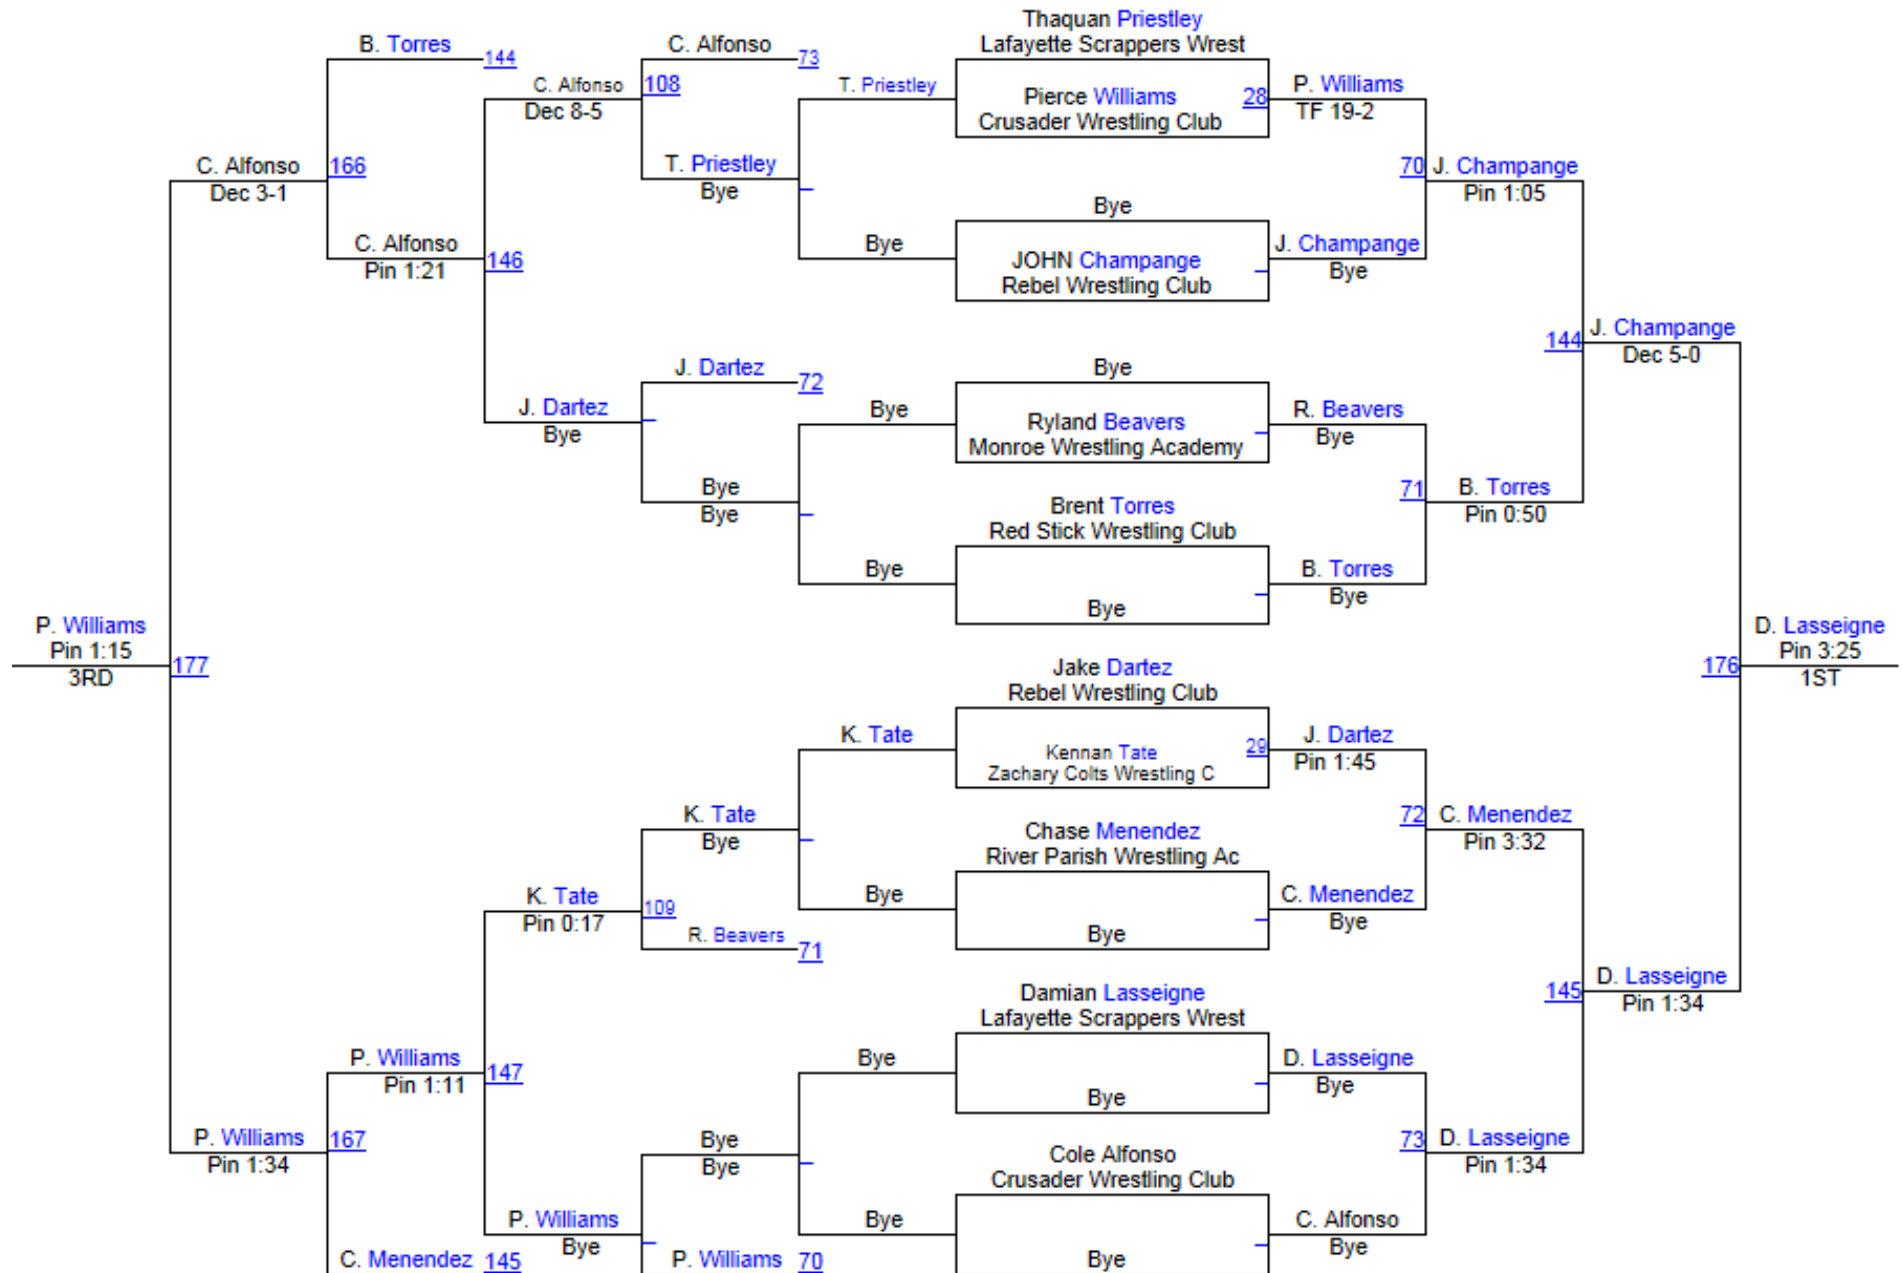 Thaquan Priestley
B. Torres
C. Alfonso
Lafayette Scrappers Wrest
144
73
C. Alfonso
108
T. Priestley
Pierce Williams
28
P. Williams
Dec 8-5
Crusader Wrestling Club
TF 19-2
C. Alfonso
166
T. Priestley
70
J. Champange
Dec 3-1
Bye
Pin 1:05
Bye
C. Alfonso
Bye
J. Champange
Pin 1:21
146
JOHN Champange
Bye
Rebel Wrestling Club
J. Champange
144
Dec 5-0
J. Dartez
Bye
72
J. Dartez
Bye
Ryland Beavers
R. Beavers
Bye
Monroe Wrestling Academy
Bye
Bye
71
B. Torres
Bye
Brent Torres
Pin 0:50
Red Stick Wrestling Club
Bye
B. Torres
Bye
Bye
P. Williams
D. Lasseigne
Pin 1:15
177
Pin 3:25
176
3RD
1ST
Jake Dartez
Rebel Wrestling Club
K. Tate
Kennan Tate
29
J. Dartez
Zachary Colts Wrestling C
Pin 1:45
K. Tate
72
C. Menendez
Bye
Chase Menendez
Pin 3:32
River Parish Wrestling Ac
K. Tate
109
Bye
C. Menendez
Pin 0:17
Bye
R. Beavers
71
Bye
145
D. Lasseigne
Damian Lasseigne
Pin 1:34
Lafayette Scrappers Wrest
P. Williams
147
Bye
D. Lasseigne
Pin 1:11
Bye
Bye
P. Williams
167
Bye
73
D. Lasseigne
Pin 1:34
Bye
Cole Alfonso
Pin 1:34
Crusader Wrestling Club
P. Williams
Bye
C. Alfonso
Bye
Bye
C. Menendez
145
P. Williams
70
Bye